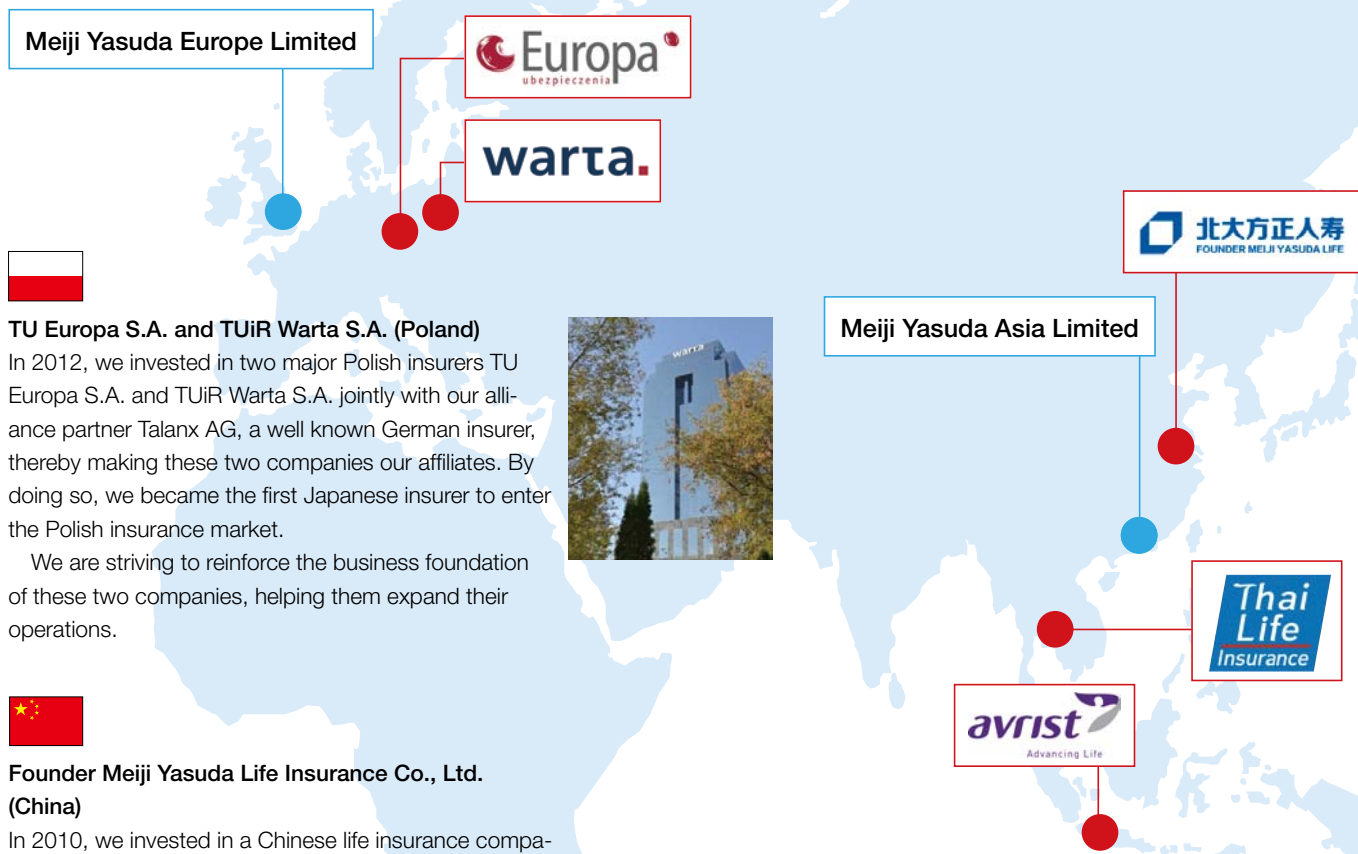 Meiji Yasuda Europe Limited
Europa
ubezpieczenia
warta.
北大方正人寿
FOUNDER MEIJI YASUDA LIFE
Meiji Yasuda Asia Limited
TU Europa S.A. and TUiR Warta S.A. (Poland)
In 2012, we invested in two major Polish insurers TU
Europa S.A. and TUiR Warta S.A. jointly with our alli-
ance partner Talanx AG, a well known German insurer,
thereby making these two companies our affiliates. By
doing so, we became the first Japanese insurer to enter
the Polish insurance market.
We are striving to reinforce the business foundation
of these two companies, helping them expand their
operations.
warta
Thai
Life
Insurance
avrist
Advancing Life
Founder Meiji Yasuda Life Insurance Co., Ltd.
(China)
In 2010, we invested in a Chinese life insurance compa-